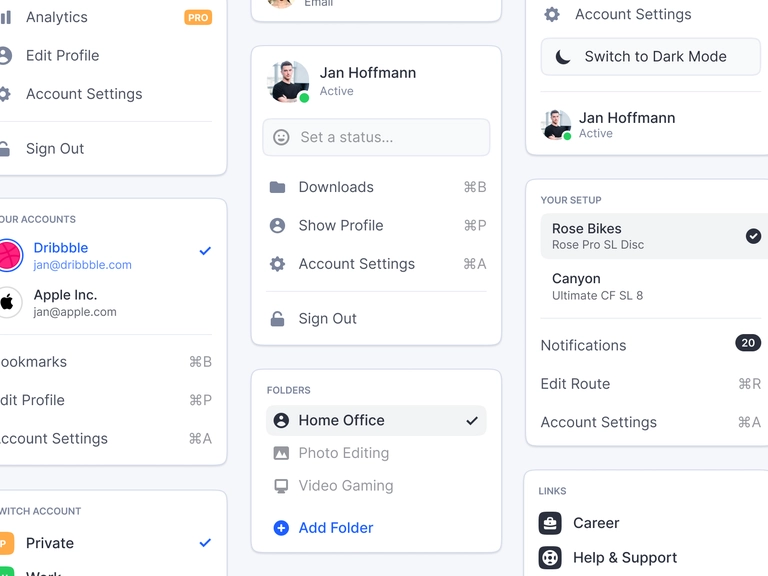 Analytics
PRO
Edit Profile
Account Settings
Sign Out
OUR ACCOUNTS
Dribbble
jan@dribbble.com
Apple Inc.
jan@apple.com
ookmarks
⌘B
dit Profile
⌘P
ccount Settings
⌘A
WITCH ACCOUNT
P
Private
Work
Email
Jan Hoffmann
Active
Set a status...
Downloads
⌘B
Show Profile
⌘P
Account Settings
⌘A
Sign Out
FOLDERS
Home Office
Photo Editing
Video Gaming
Add Folder
Account Settings
Switch to Dark Mode
Jan Hoffmann
Active
YOUR SETUP
Rose Bikes
Rose Pro SL Disc
Canyon
Ultimate CF SL 8
Notifications
20
Edit Route
⌘R
Account Settings
⌘A
LINKS
Career
Help & Support